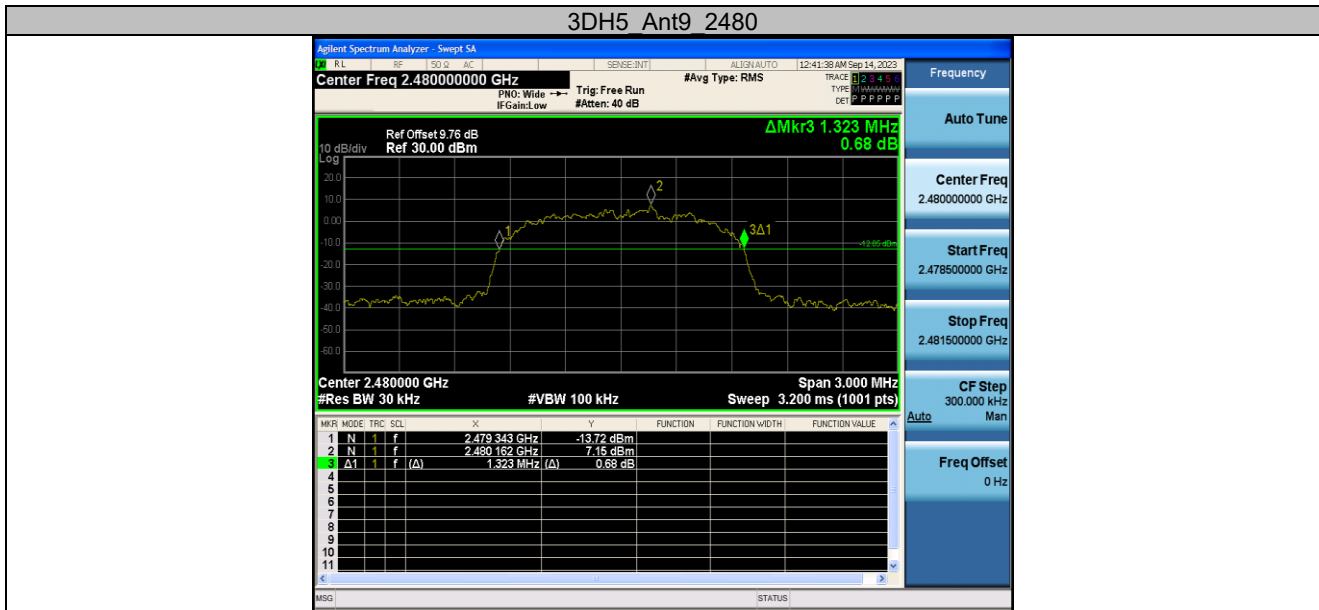 3DH5_Ant9_2480
Agilent Spectrum Analyzer - Swept SA
RL RF 50 Ω AC SENSE:INT ALIGNAUTO 12:41:38 AM Sep 14, 2023
Center Freq 2.480000000 GHz #Avg Type: RMS TRACE 1 2 3 4 5 6
PNO: Wide Trig: Free Run TYPE
IFGain:Low #Atten: 40 dB DET P P P P P P
Frequency
Auto Tune
Center Freq
2.480000000 GHz
Start Freq
2.478500000 GHz
Stop Freq
2.481500000 GHz
CF Step
300.000 kHz
Auto Man
Freq Offset
0 Hz
ΔMkr3 1.323 MHz
Ref Offset 9.76 dB
10 dB/div Ref 30.00 dBm 0.68 dB
Log
20.0
10.0
0.00
-10.0
-20.0
-30.0
-40.0
-50.0
-60.0
2
1
3Δ1
-12.85 dBm
Center 2.480000 GHz Span 3.000 MHz
#Res BW 30 kHz #VBW 100 kHz Sweep 3.200 ms (1001 pts)
MKR MODE TRC SCL X Y FUNCTION FUNCTION WIDTH FUNCTION VALUE
1 N 1 f 2.479 343 GHz -13.72 dBm
2 N 1 f 2.480 162 GHz 7.15 dBm
3 Δ1 1 f (Δ) 1.323 MHz (Δ) 0.68 dB
4
5
6
7
8
9
10
11
MSG STATUS